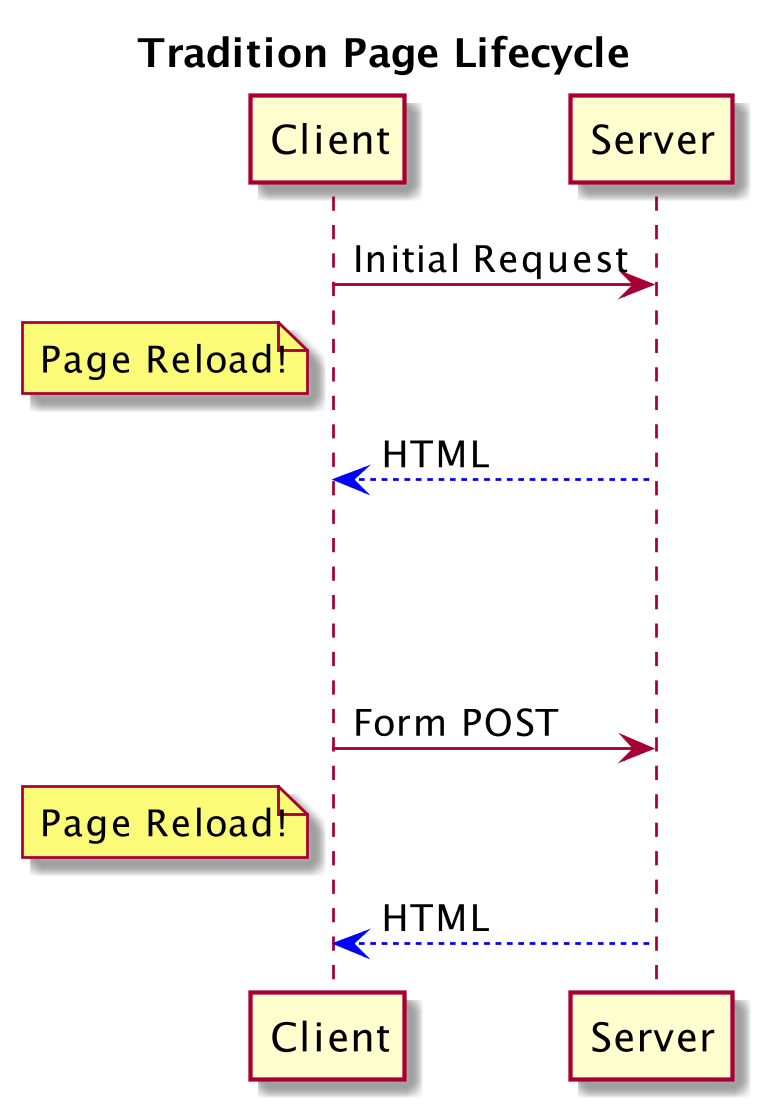 Tradition Page Lifecycle
Client
Server
Initial Request
Page Reload!
HTML
Form POST
Page Reload!
HTML
Client
Server